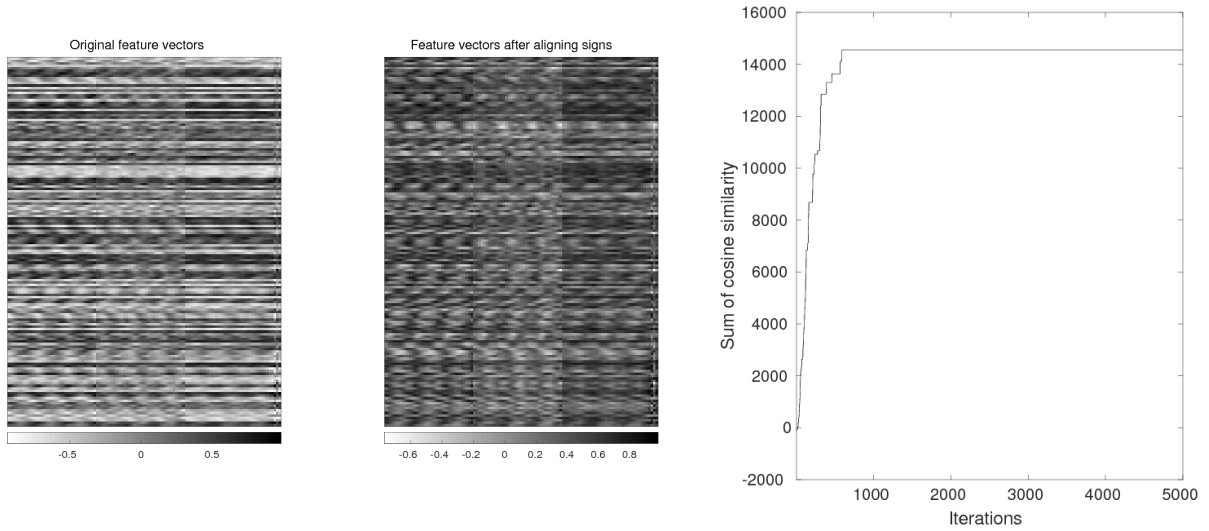 Original feature vectors
-0.5 0 0.5
Feature vectors after aligning signs
-0.6 -0.4 -0.2 0 0.2 0.4 0.6 0.8
16000
14000
12000
10000
8000
6000
4000
2000
0
-2000
Sum of cosine similarity
1000 2000 3000 4000 5000
Iterations